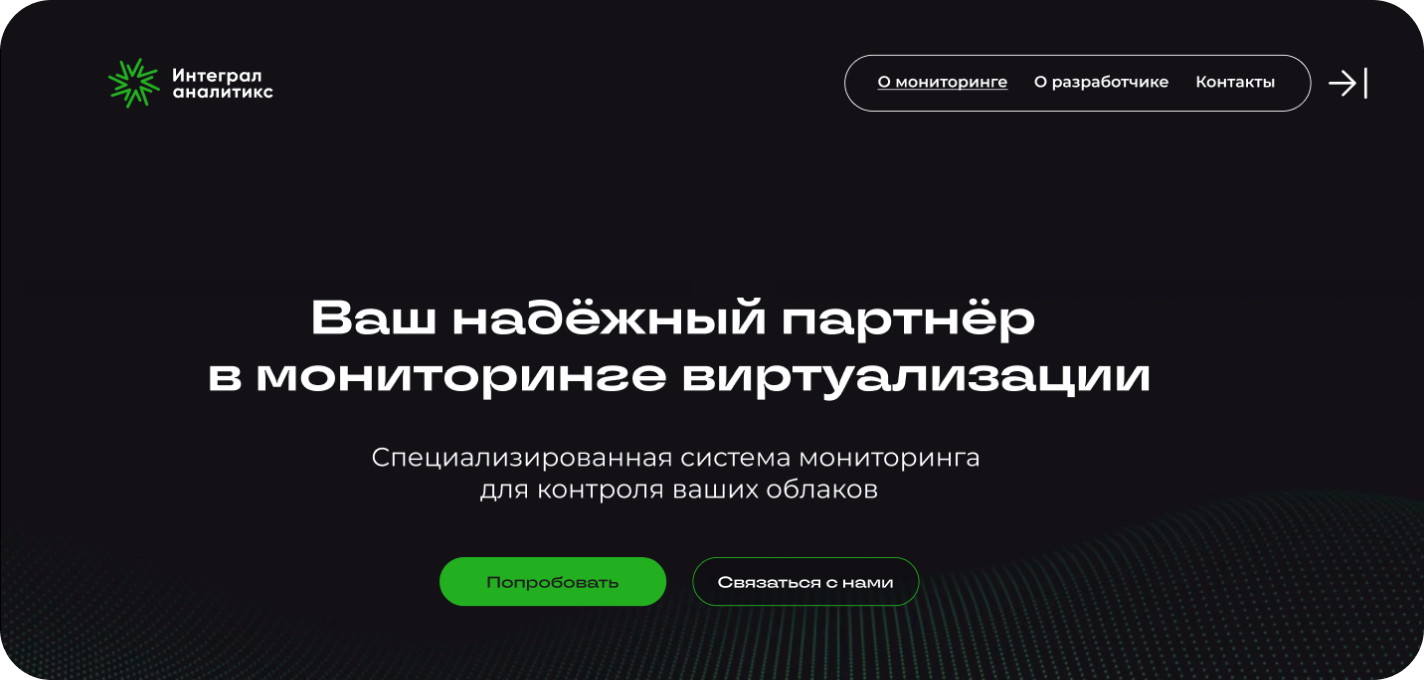 Интеграл
аналитикс
О мониторинге О разработчике Контакты
Ваш надёжный партнёр
в мониторинге виртуализации
Специализированная система мониторинга
для контроля ваших облаков
Попробовать Связаться с нами